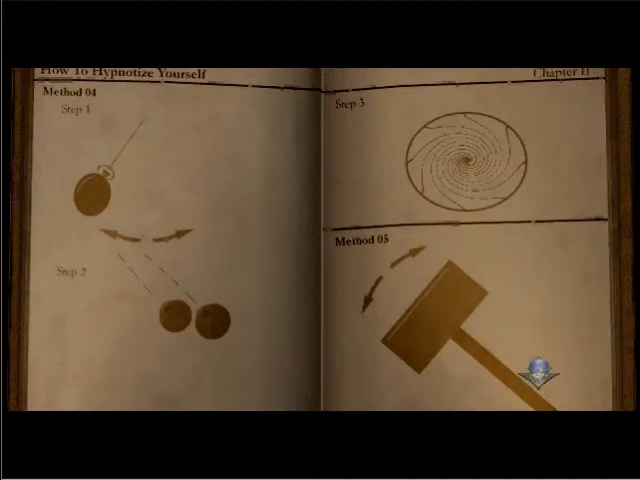 How To Hypnotize Yourself
Method 04
Step 1
Step 2
Chapter II
Step 3
Method 05